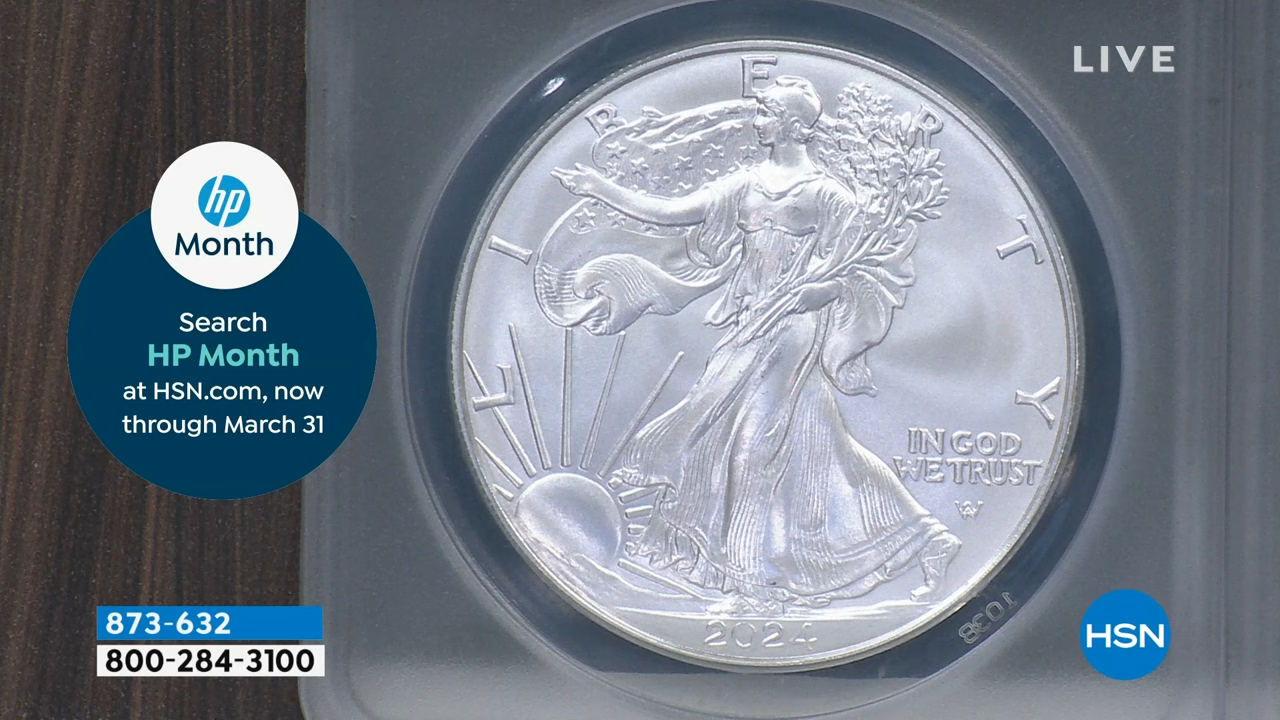 LIVE
hp
Month
Search
HP Month
at HSN.com, now
through March 31
LIBERTY
IN GOD
WE TRUST
W
2024
1038
873-632
800-284-3100
HSN